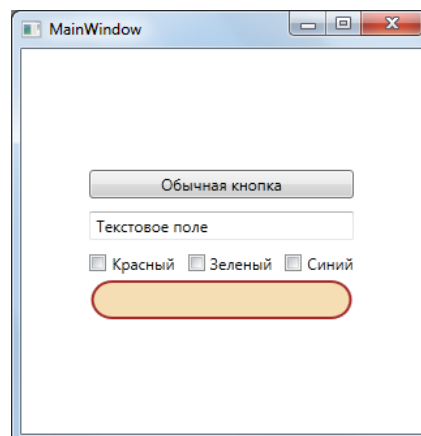 MainWindow
Обычная кнопка
Текстовое поле
Красный Зеленый Синий